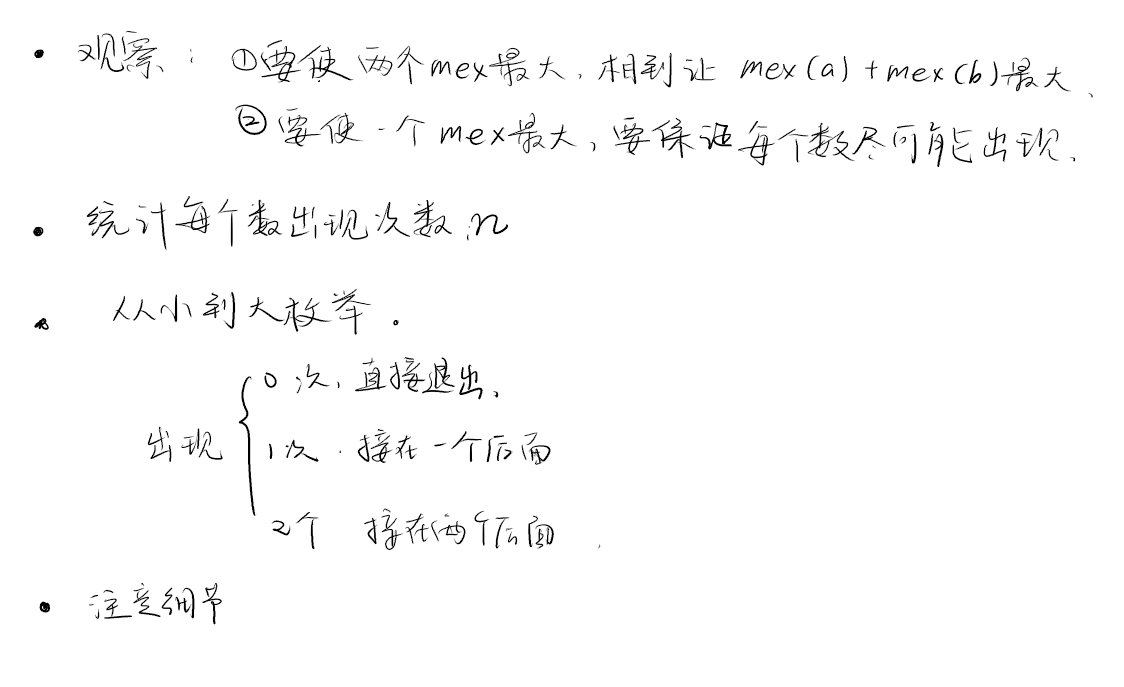 • 观察: ①要使两个mex最大,相到让 mex(a)+mex(b)最大、
②要使一个mex最大,要保证每个数尽可能出现、
• 统计每个数出现次数n
• 从小到大枚举.
0次,直接退出、
出现 { 1次.接在一个后面
2个 接在两个后面.
• 注意细节